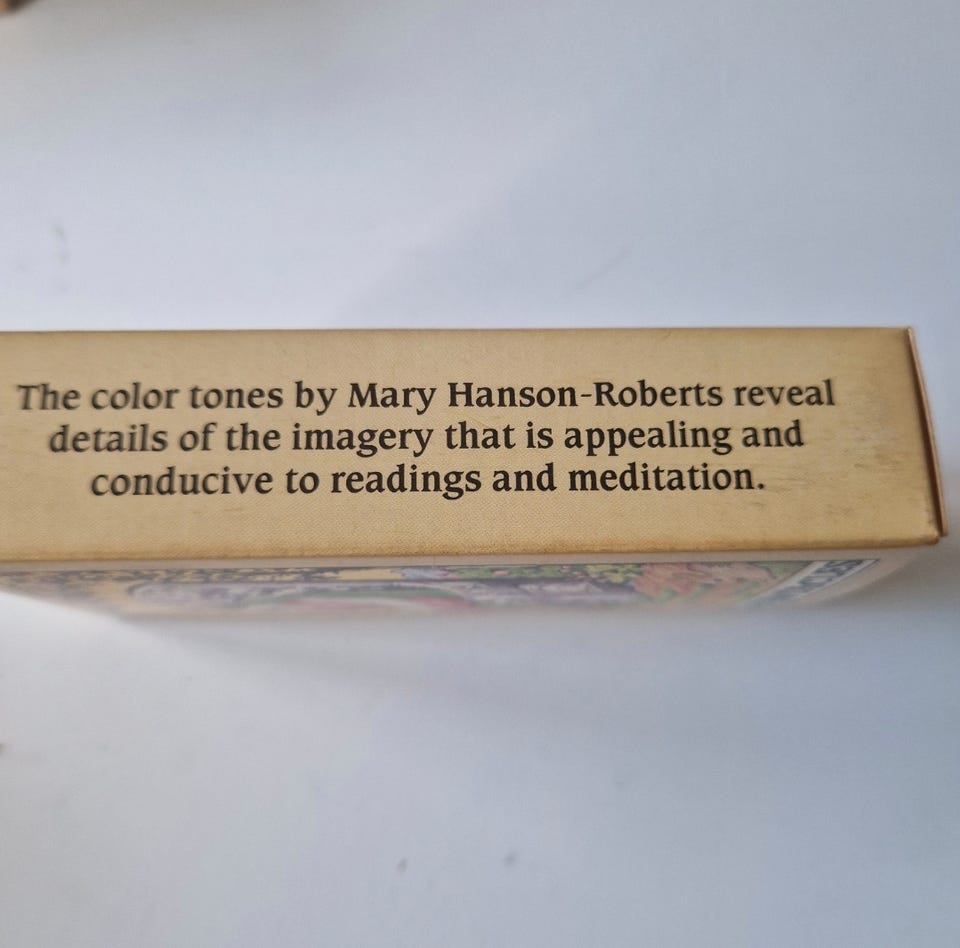 The color tones by Mary Hanson-Roberts reveal
details of the imagery that is appealing and
conducive to readings and meditation.